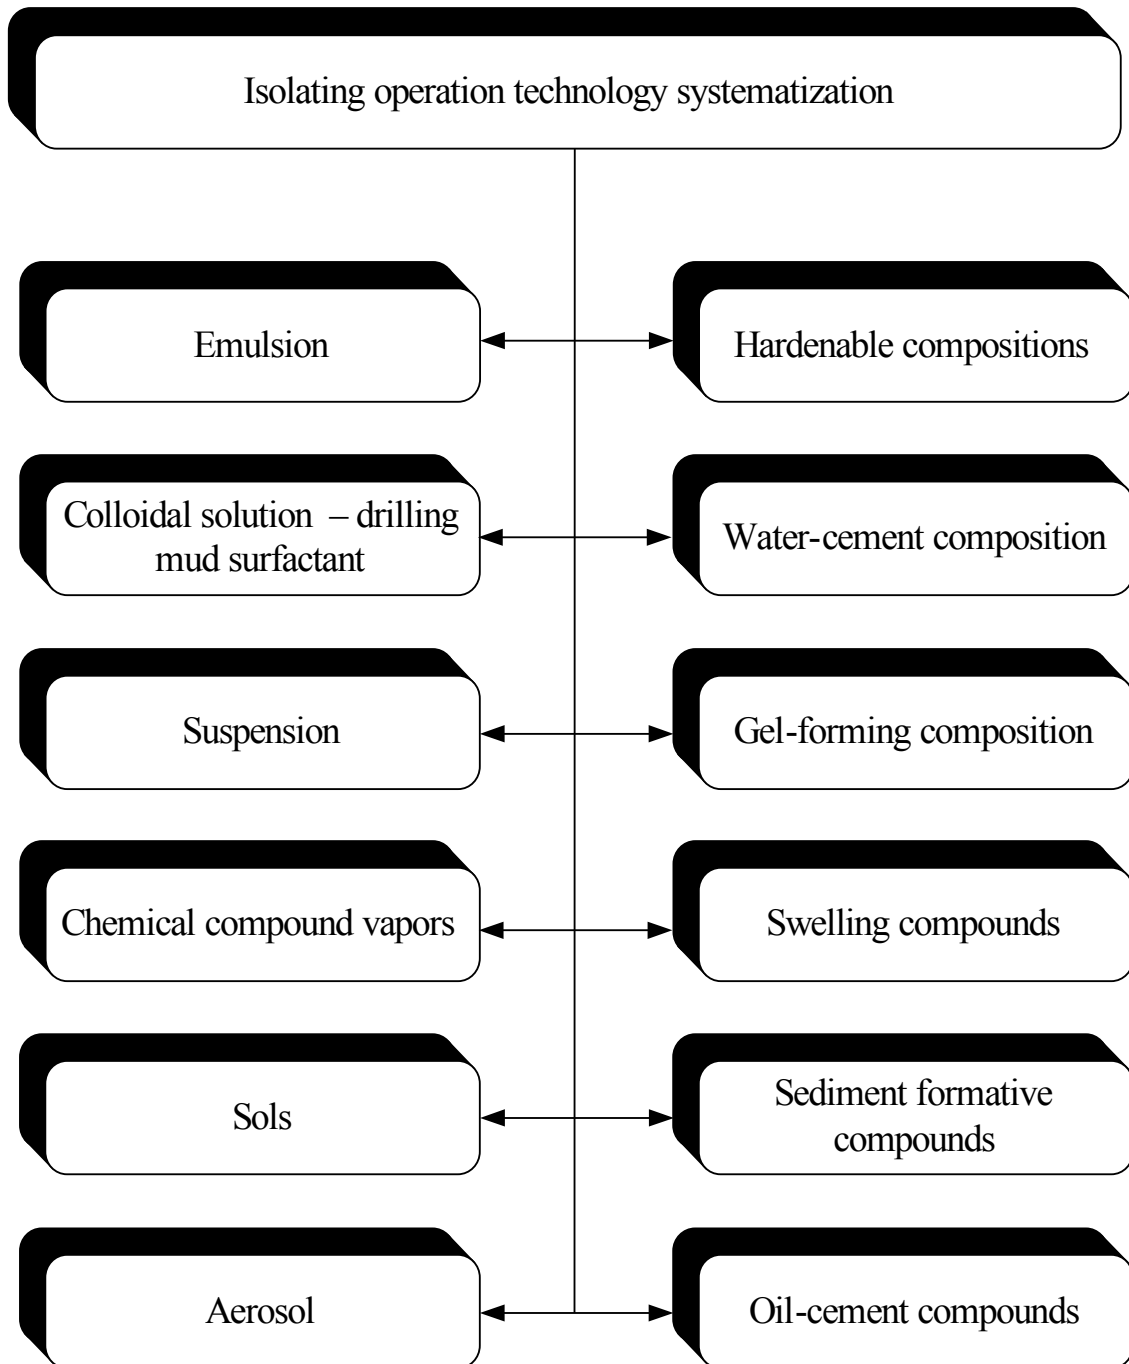 Isolating operation technology systematization
Emulsion
Hardenable compositions
Colloidal solution – drilling
mud surfactant
Water-cement composition
Suspension
Gel-forming composition
Chemical compound vapors
Swelling compounds
Sols
Sediment formative
compounds
Aerosol
Oil-cement compounds